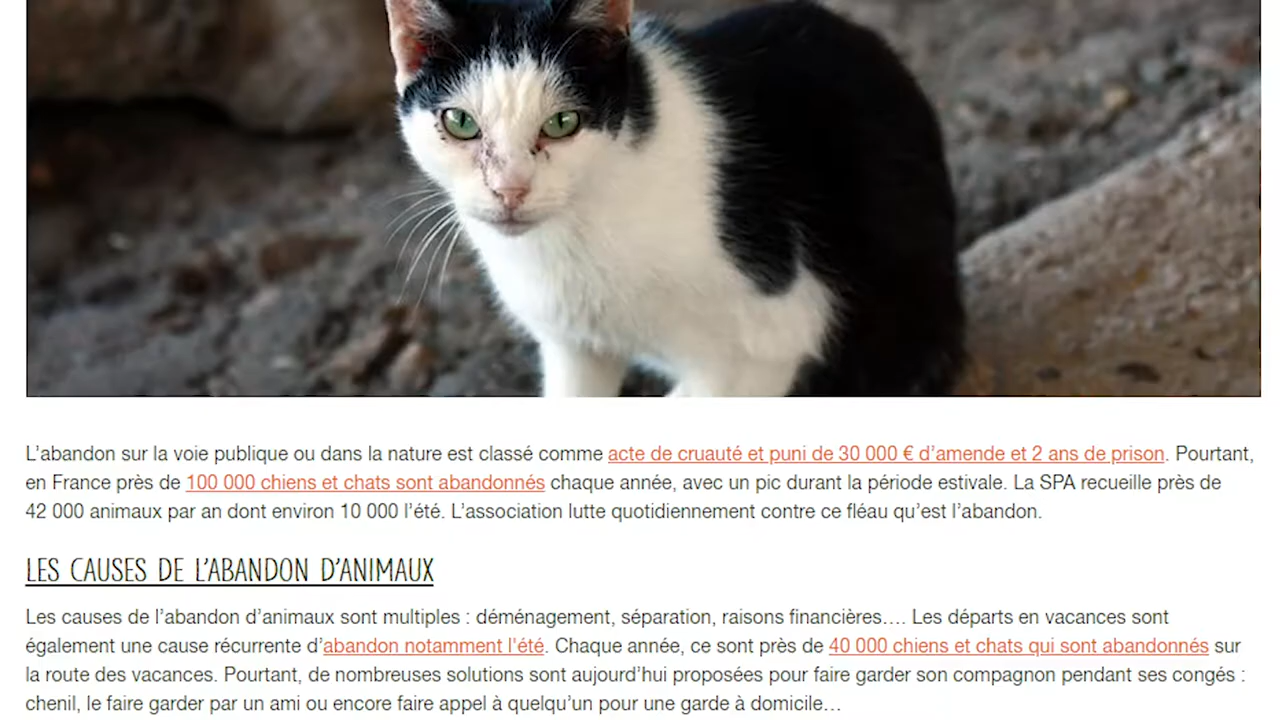 L’abandon sur la voie publique ou dans la nature est classé comme acte de cruauté et puni de 30 000 € d’amende et 2 ans de prison. Pourtant,
en France près de 100 000 chiens et chats sont abandonnés chaque année, avec un pic durant la période estivale. La SPA recueille près de
42 000 animaux par an dont environ 10 000 l’été. L’association lutte quotidiennement contre ce fléau qu’est l’abandon.
LES CAUSES DE L’ABANDON D’ANIMAUX
Les causes de l’abandon d’animaux sont multiples : déménagement, séparation, raisons financières…. Les départs en vacances sont
également une cause récurrente d’abandon notamment l'été. Chaque année, ce sont près de 40 000 chiens et chats qui sont abandonnés sur
la route des vacances. Pourtant, de nombreuses solutions sont aujourd’hui proposées pour faire garder son compagnon pendant ses congés :
chenil, le faire garder par un ami ou encore faire appel à quelqu’un pour une garde à domicile…